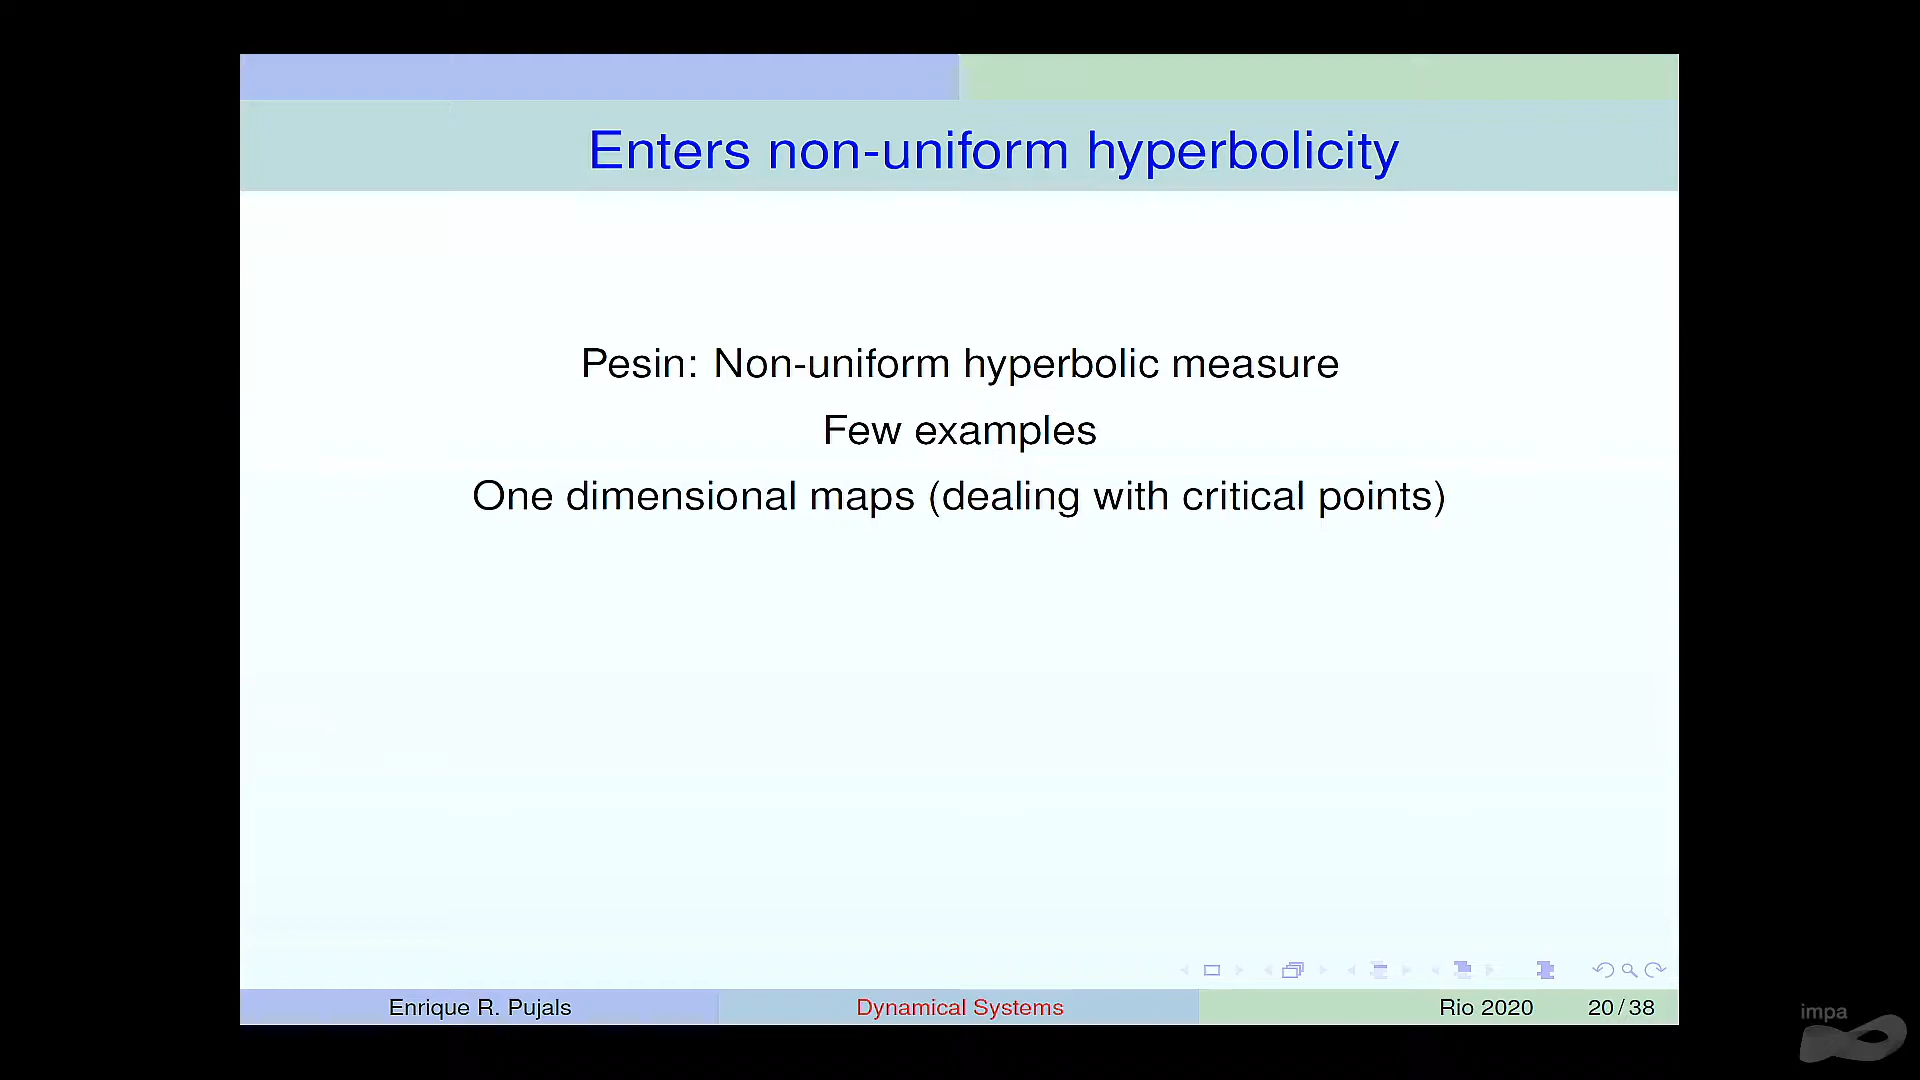 Enters non-uniform hyperbolicity
Pesin: Non-uniform hyperbolic measure
Few examples
One dimensional maps (dealing with critical points)
Enrique R. Pujals
Dynamical Systems
Rio 2020
20 / 38
impa